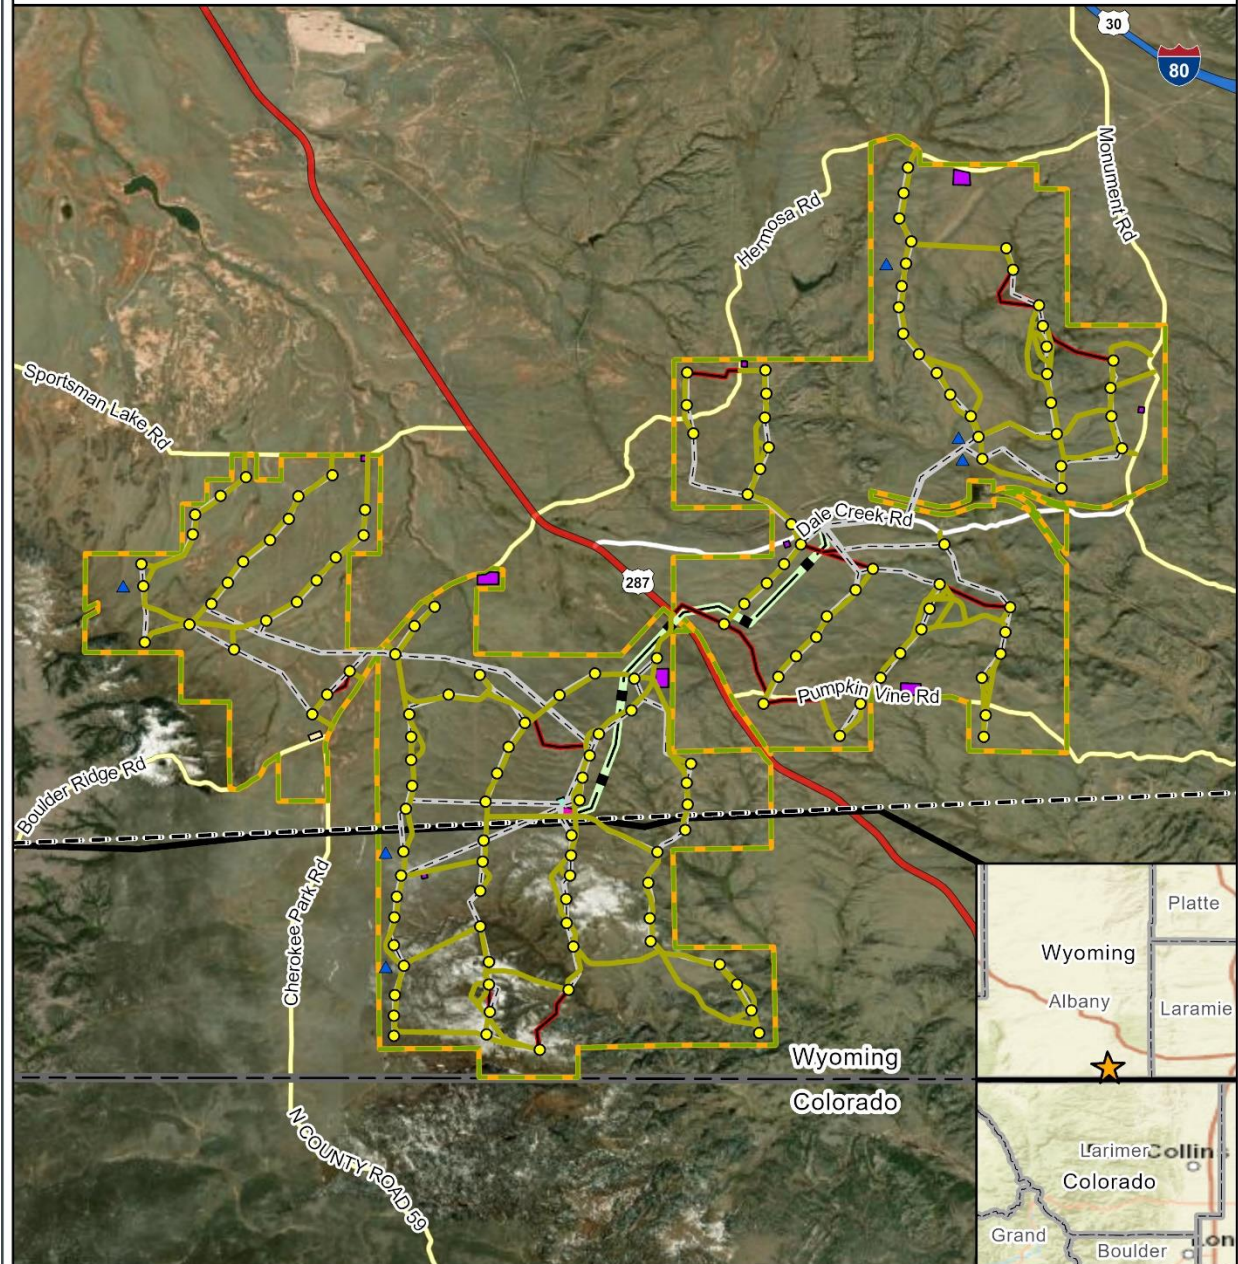 30
80
Monument Rd
Hermosa Rd
Sportsman Lake Rd
Dale Creek Rd
287
Pumpkin Vine Rd
Boulder Ridge Rd
Cherokee Park Rd
Wyoming
Colorado
N COUNTY ROAD 59
Platte
Wyoming
Albany
Laramie
Larimer
Collin
Colorado
Grand
Boulder